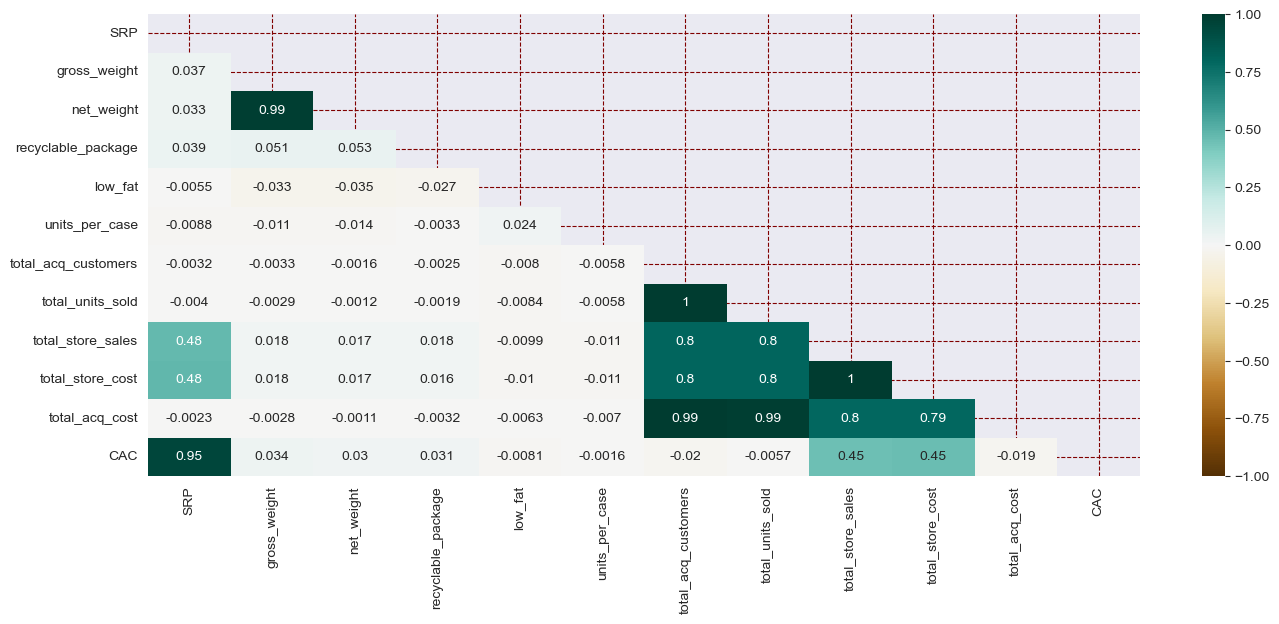 SRP
gross_weight 0.037
net_weight 0.033 0.99
recyclable_package 0.039 0.051 0.053
low_fat -0.0055 -0.033 -0.035 -0.027
units_per_case -0.0088 -0.011 -0.014 -0.0033 0.024
total_acq_customers -0.0032 -0.0033 -0.0016 -0.0025 -0.008 -0.0058
total_units_sold -0.004 -0.0029 -0.0012 -0.0019 -0.0084 -0.0058 1
total_store_sales 0.48 0.018 0.017 0.018 -0.0099 -0.011 0.8 0.8
total_store_cost 0.48 0.018 0.017 0.016 -0.01 -0.011 0.8 0.8 1
total_acq_cost -0.0023 -0.0028 -0.0011 -0.0032 -0.0063 -0.007 0.99 0.99 0.8 0.79
CAC 0.95 0.034 0.03 0.031 -0.0081 -0.0016 -0.02 -0.0057 0.45 0.45 -0.019
SRP
gross_weight
net_weight
recyclable_package
low_fat
units_per_case
total_acq_customers
total_units_sold
total_store_sales
total_store_cost
total_acq_cost
CAC
1.00
0.75
0.50
0.25
0.00
−0.25
−0.50
−0.75
−1.00